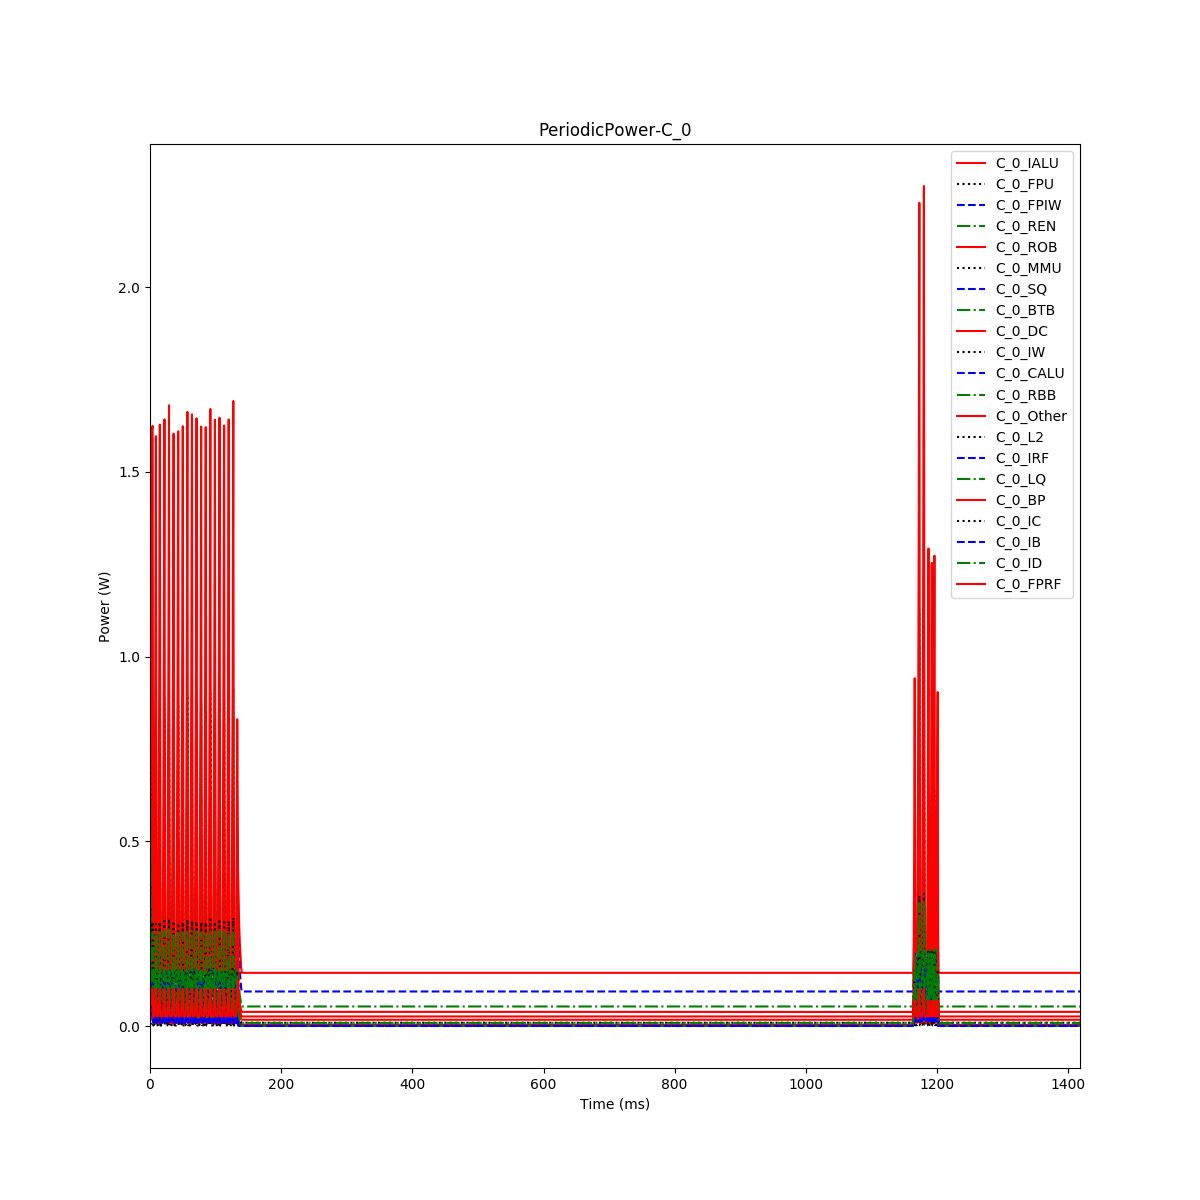 PeriodicPower-C_0
C_0_IALU
C_0_FPU
C_0_FPIW
C_0_REN
C_0_ROB
C_0_MMU
C_0_SQ
C_0_BTB
C_0_DC
C_0_IW
C_0_CALU
C_0_RBB
C_0_Other
C_0_L2
C_0_IRF
C_0_LQ
C_0_BP
C_0_IC
C_0_IB
C_0_ID
C_0_FPRF
2.0
1.5
1.0
0.5
0.0
Power (W)
0 200 400 600 800 1000 1200 1400
Time (ms)